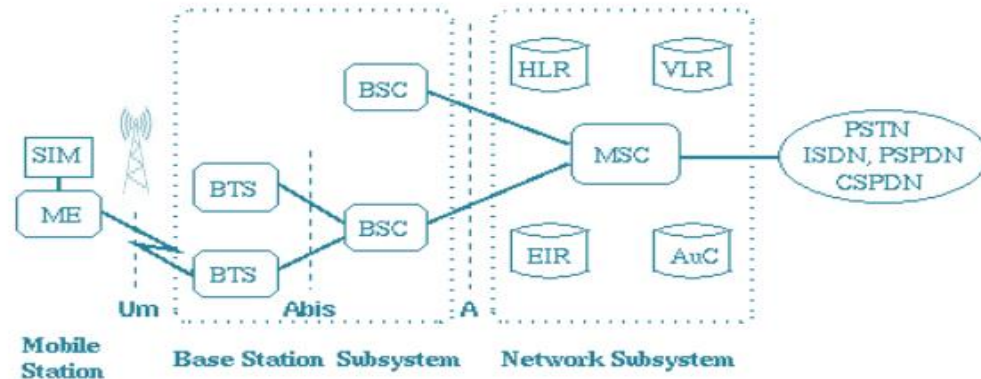 HLR
VLR
BSC
SIM
ME
BTS
BSC
MSC
PSTN
ISDN, PSPDN
CSPDN
BTS
EIR
AuC
Um
Abis
A
Mobile
Station
Base Station Subsystem
Network Subsystem